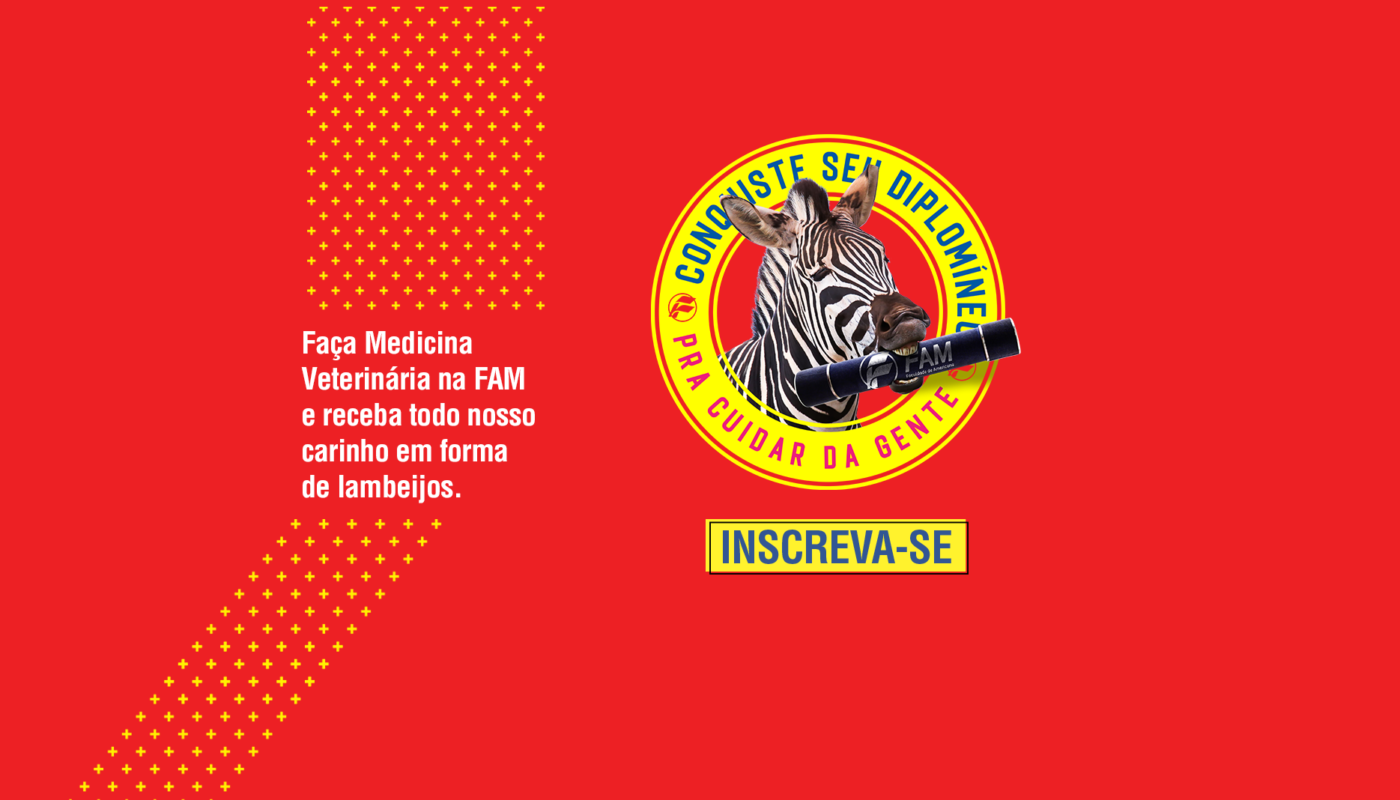 Faça Medicina
Veterinária na FAM
e receba todo nosso
carinho em forma
de lambeijos.
CONQUISTE SEU
PRA CUIDAR DA GENTE
FAM
INSCREVA-SE